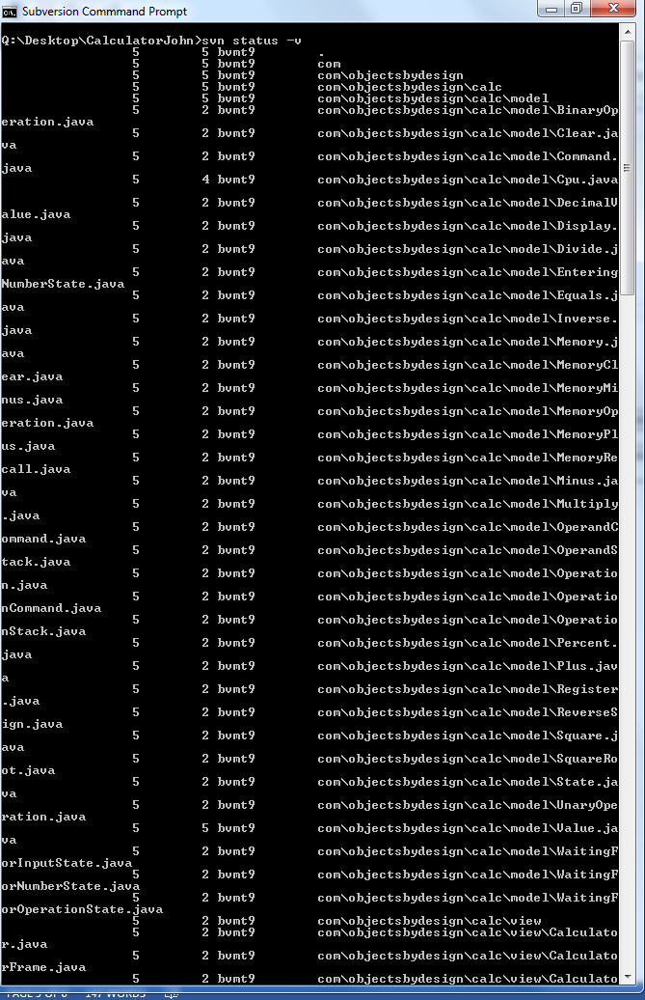 Subversion Commmand Prompt
Q:\Desktop\CalculatorJohn>svn status -v
5 5 bvmt9 .
5 5 bvmt9 com
5 5 bvmt9 com\objectsbydesign
5 5 bvmt9 com\objectsbydesign\calc
5 5 bvmt9 com\objectsbydesign\calc\model
5 2 bvmt9 com\objectsbydesign\calc\model\BinaryOp
eration.java
5 2 bvmt9 com\objectsbydesign\calc\model\Clear.ja
va
5 2 bvmt9 com\objectsbydesign\calc\model\Command.
java
5 4 bvmt9 com\objectsbydesign\calc\model\Cpu.java
5 2 bvmt9 com\objectsbydesign\calc\model\DecimalV
alue.java
5 2 bvmt9 com\objectsbydesign\calc\model\Display.
java
5 2 bvmt9 com\objectsbydesign\calc\model\Divide.j
ava
5 2 bvmt9 com\objectsbydesign\calc\model\Entering
NumberState.java
5 2 bvmt9 com\objectsbydesign\calc\model\Equals.j
ava
5 2 bvmt9 com\objectsbydesign\calc\model\Inverse.
java
5 2 bvmt9 com\objectsbydesign\calc\model\Memory.j
ava
5 2 bvmt9 com\objectsbydesign\calc\model\MemoryCl
ear.java
5 2 bvmt9 com\objectsbydesign\calc\model\MemoryMi
nus.java
5 2 bvmt9 com\objectsbydesign\calc\model\MemoryOp
eration.java
5 2 bvmt9 com\objectsbydesign\calc\model\MemoryPl
us.java
5 2 bvmt9 com\objectsbydesign\calc\model\MemoryRe
call.java
5 2 bvmt9 com\objectsbydesign\calc\model\Minus.ja
va
5 2 bvmt9 com\objectsbydesign\calc\model\Multiply
.java
5 2 bvmt9 com\objectsbydesign\calc\model\OperandC
ommand.java
5 2 bvmt9 com\objectsbydesign\calc\model\OperandS
tack.java
5 2 bvmt9 com\objectsbydesign\calc\model\Operatio
n.java
5 2 bvmt9 com\objectsbydesign\calc\model\Operatio
nCommand.java
5 2 bvmt9 com\objectsbydesign\calc\model\Operatio
nStack.java
5 2 bvmt9 com\objectsbydesign\calc\model\Percent.
java
5 2 bvmt9 com\objectsbydesign\calc\model\Plus.jav
a
5 2 bvmt9 com\objectsbydesign\calc\model\Register
.java
5 2 bvmt9 com\objectsbydesign\calc\model\ReverseS
ign.java
5 2 bvmt9 com\objectsbydesign\calc\model\Square.j
ava
5 2 bvmt9 com\objectsbydesign\calc\model\SquareRo
ot.java
5 2 bvmt9 com\objectsbydesign\calc\model\State.ja
va
5 2 bvmt9 com\objectsbydesign\calc\model\UnaryOpe
ration.java
5 5 bvmt9 com\objectsbydesign\calc\model\Value.ja
va
5 2 bvmt9 com\objectsbydesign\calc\model\WaitingF
orInputState.java
5 2 bvmt9 com\objectsbydesign\calc\model\WaitingF
orNumberState.java
5 2 bvmt9 com\objectsbydesign\calc\model\WaitingF
orOperationState.java
5 2 bvmt9 com\objectsbydesign\calc\view
5 2 bvmt9 com\objectsbydesign\calc\view\Calculato
r.java
5 2 bvmt9 com\objectsbydesign\calc\view\Calculato
rFrame.java
5 2 bvmt9 com\objectsbydesign\calc\view\Calculato
147 WORDS